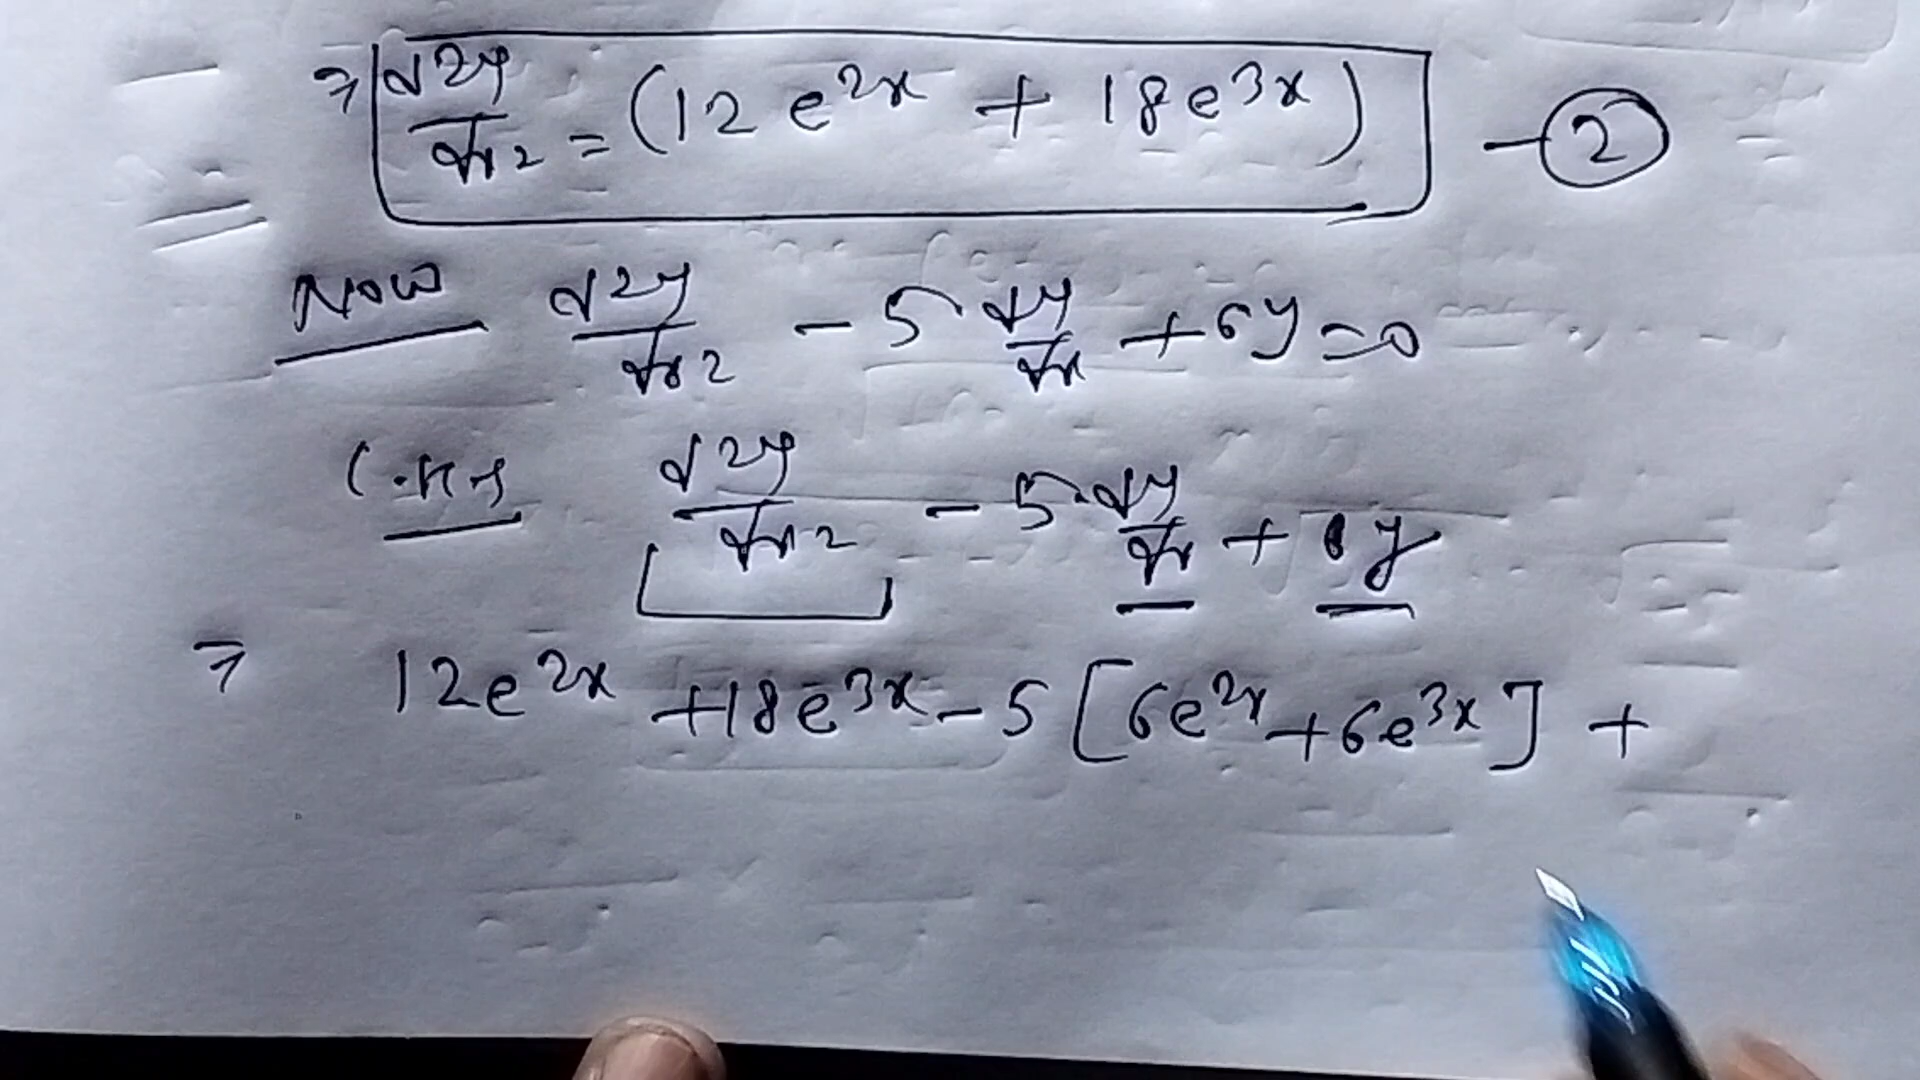 ⇒ d2y/dx2 = (12e^2x + 18e^3x) — ②
Now d2y/dx2 - 5 dy/dx + 6y = 0
L.H.S d2y/dx2 - 5 dy/dx + 6y
⇒ 12e^2x + 18e^3x - 5[6e^2x + 6e^3x] +